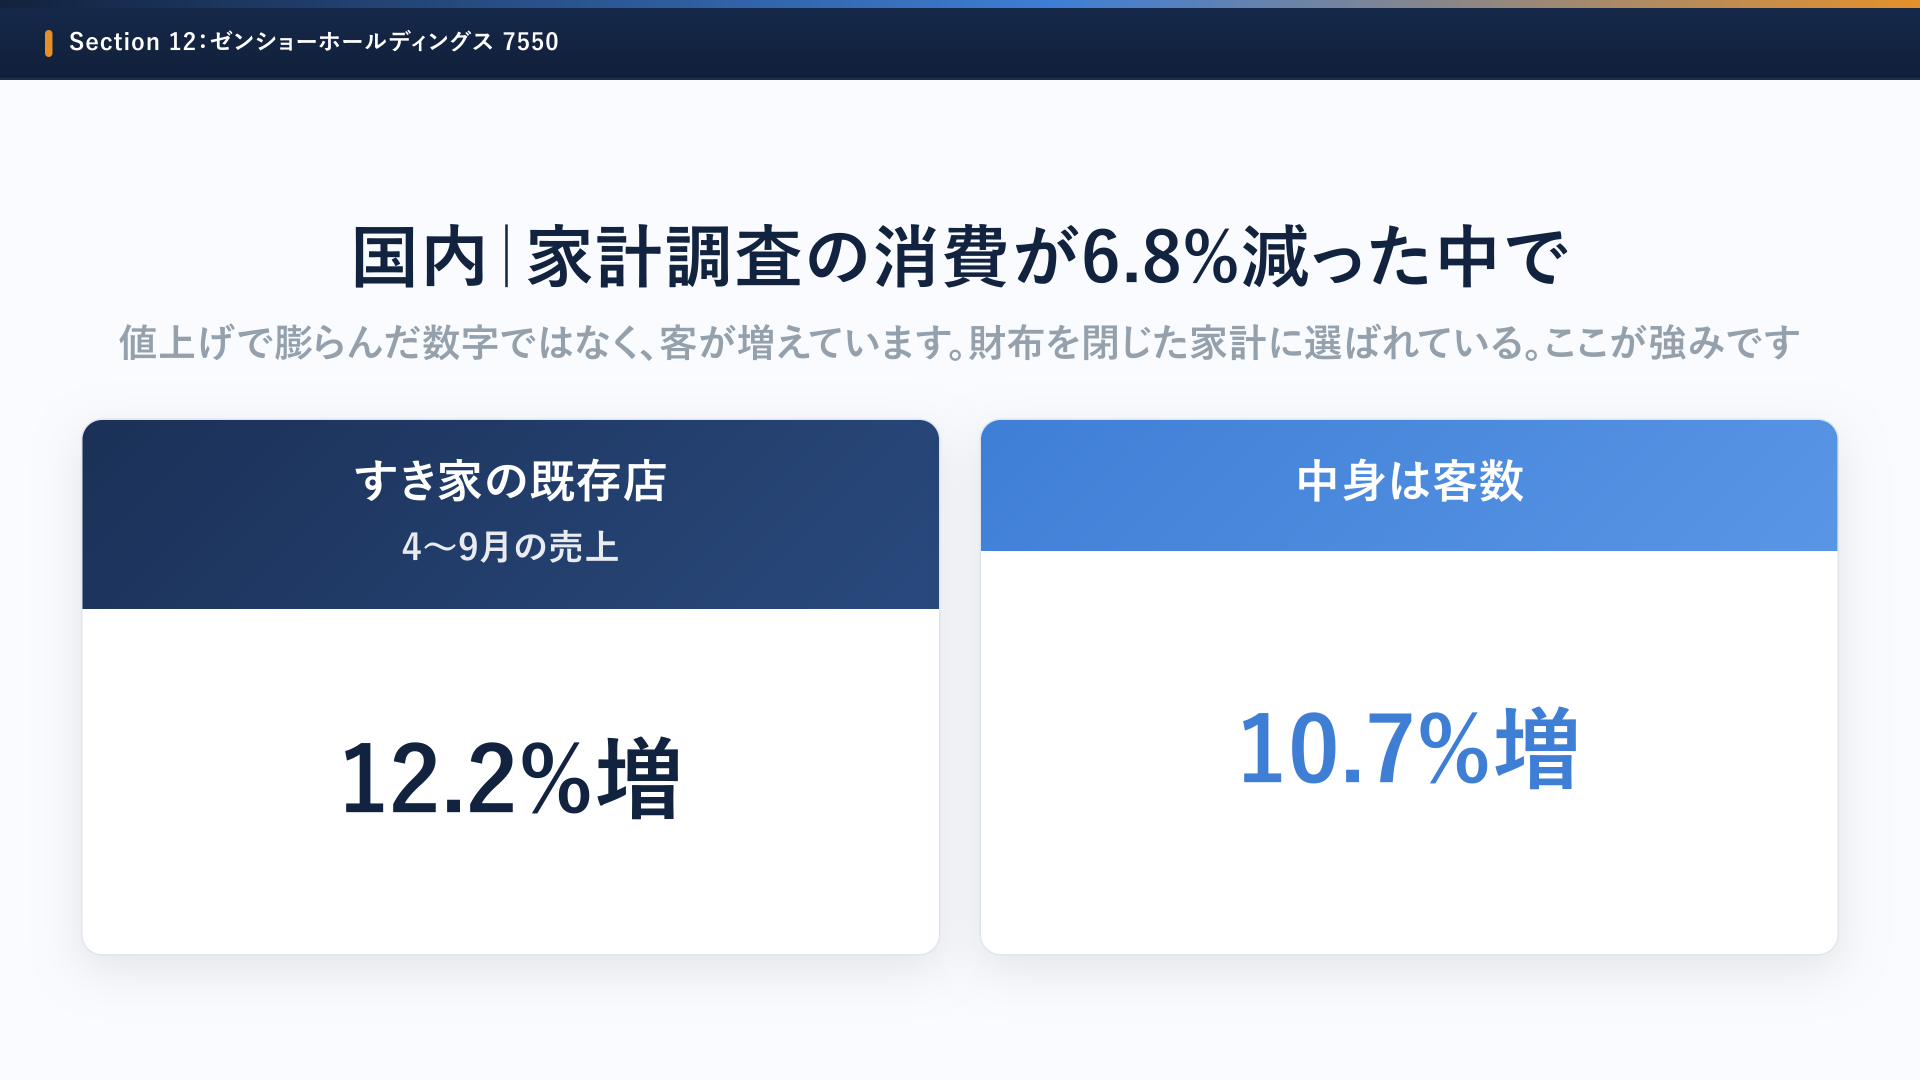 Section 12：ゼンショーホールディングス 7550
国内｜家計調査の消費が6.8%減った中で
値上げで膨らんだ数字ではなく、客が増えています。財布を閉じた家計に選ばれている。ここが強みです
すき家の既存店
4〜9月の売上
12.2%増
中身は客数
10.7%増